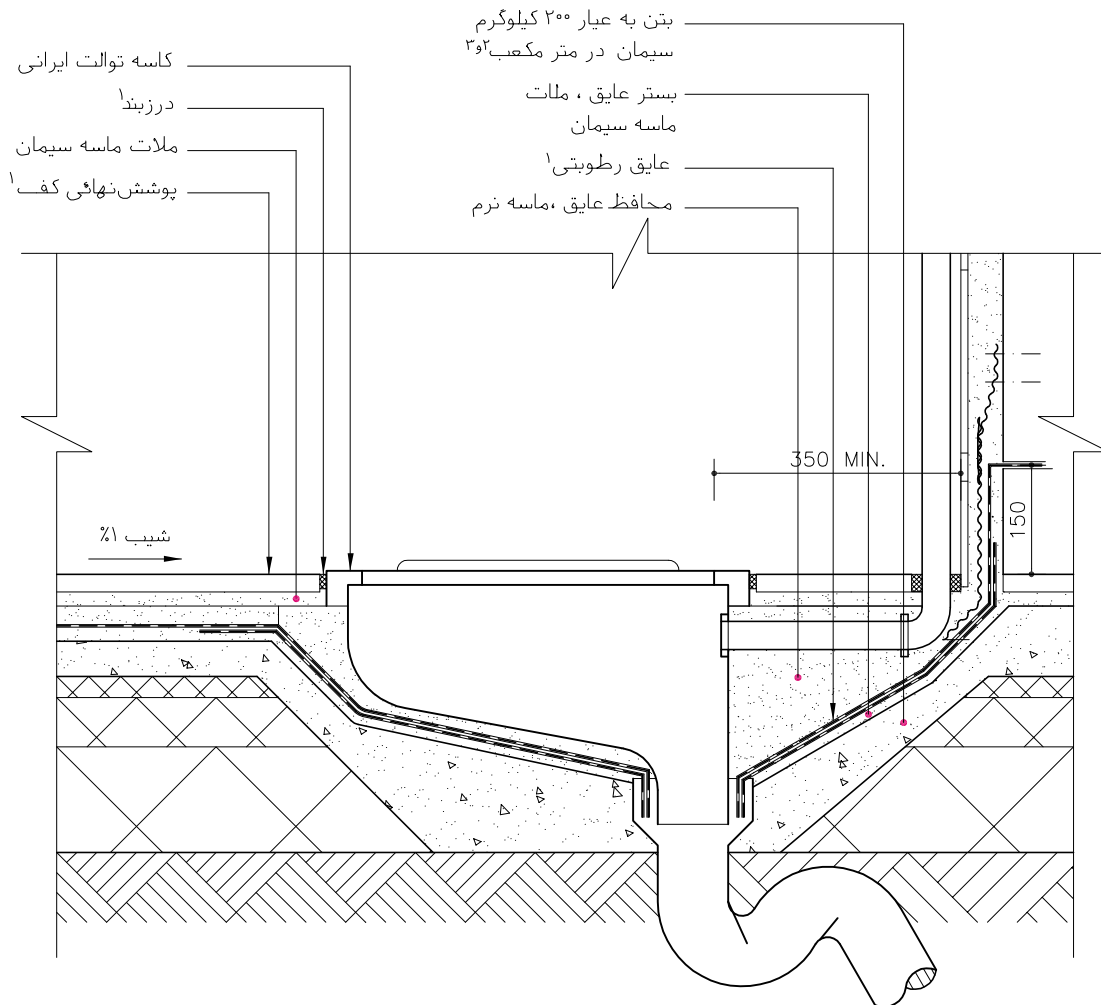 بتن به عیار ۲۰۰ کیلوگرم
سیمان در متر مکعب۲و۳
بستر عایق ، ملات
ماسه سیمان
عایق رطوبتی۱
محافظ عایق ،ماسه نرم
کاسه توالت ایرانی
درزبند۱
ملات ماسه سیمان
پوشش‌نهائی کف۱
350 MIN.
150
شیب ۱%